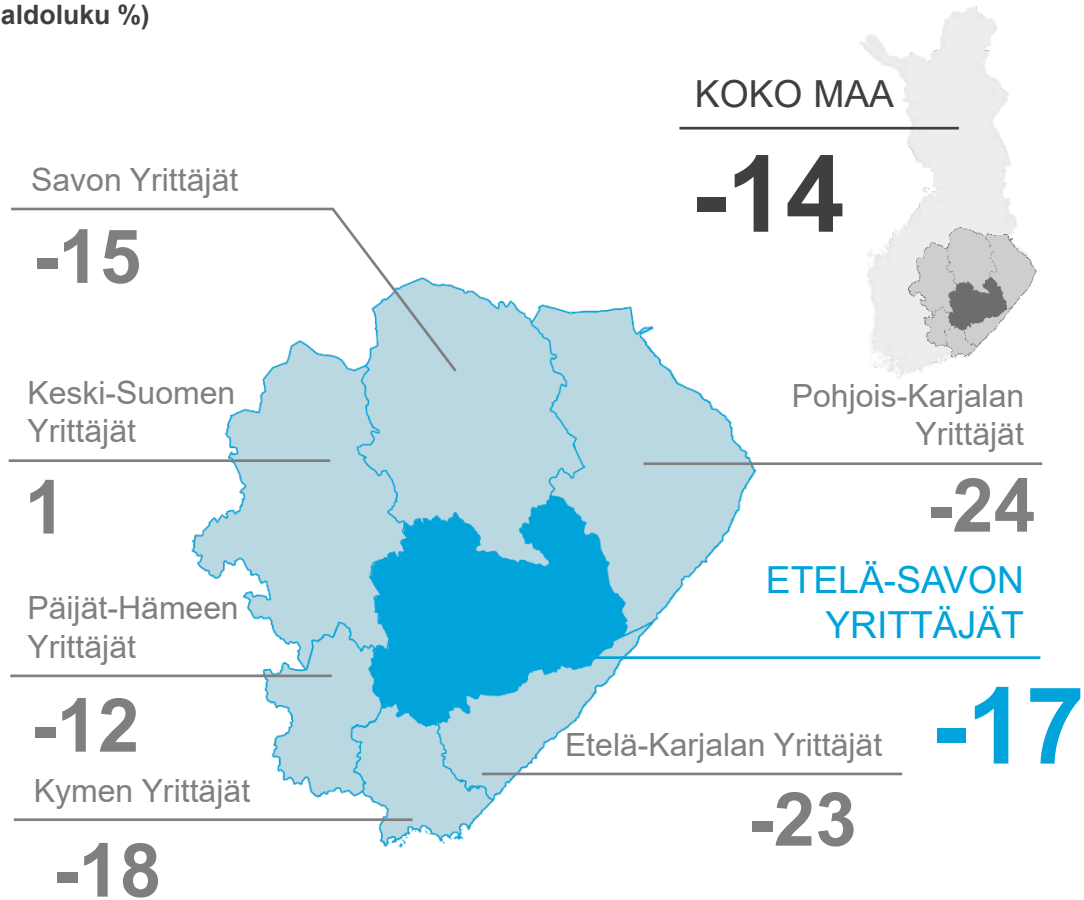 aldoluku %)
KOKO MAA
-14
Savon Yrittäjät
-15
Keski-Suomen
Yrittäjät
1
Pohjois-Karjalan
Yrittäjät
-24
ETELÄ-SAVON
YRITTÄJÄT
-17
Päijät-Hämeen
Yrittäjät
-12
Etelä-Karjalan Yrittäjät
-23
Kymen Yrittäjät
-18